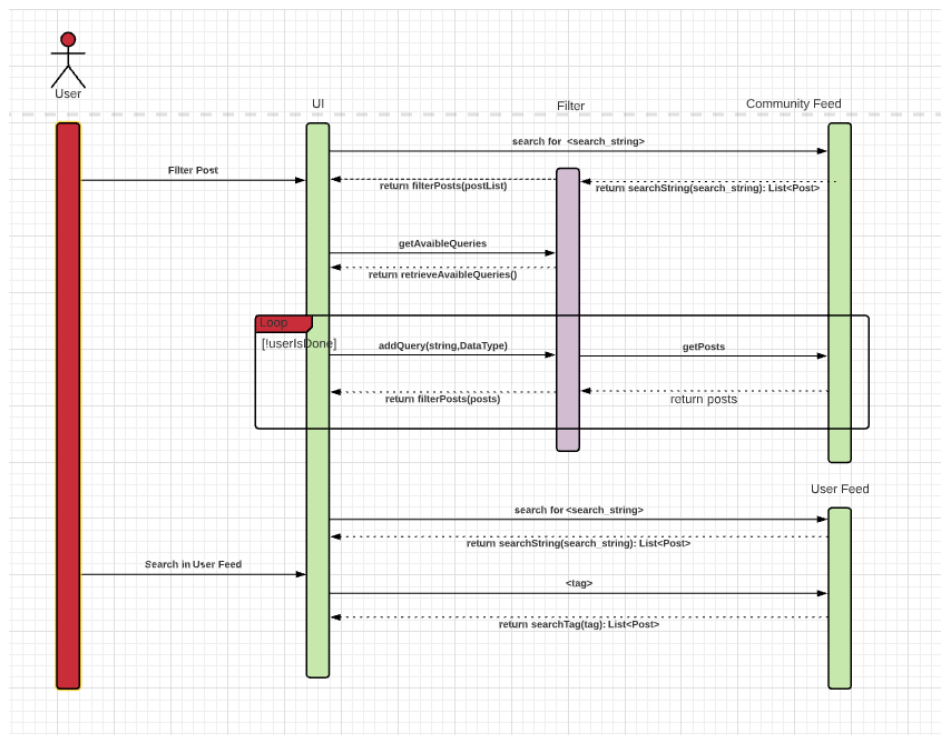 User
UI
Filter
Community Feed
search for <search_string>
Filter Post
return filterPosts(postList)
return searchString(search_string): List<Post>
getAvaibleQueries
return retrieveAvaibleQueries()
Loop
[!userIsDone]
addQuery(string,DataType)
getPosts
return filterPosts(posts)
return posts
User Feed
search for <search_string>
return searchString(search_string): List<Post>
Search in User Feed
<tag>
return searchTag(tag): List<Post>